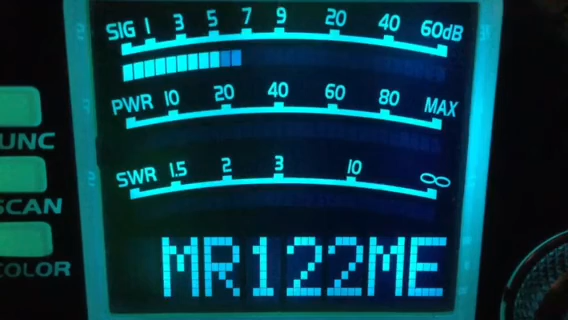 SIG 1 3 5 7 9 20 40 60dB
PWR 10 20 40 60 80 MAX
UNC
SWR 1.5 2 3 10 ∞
SCAN
COLOR
MR122ME